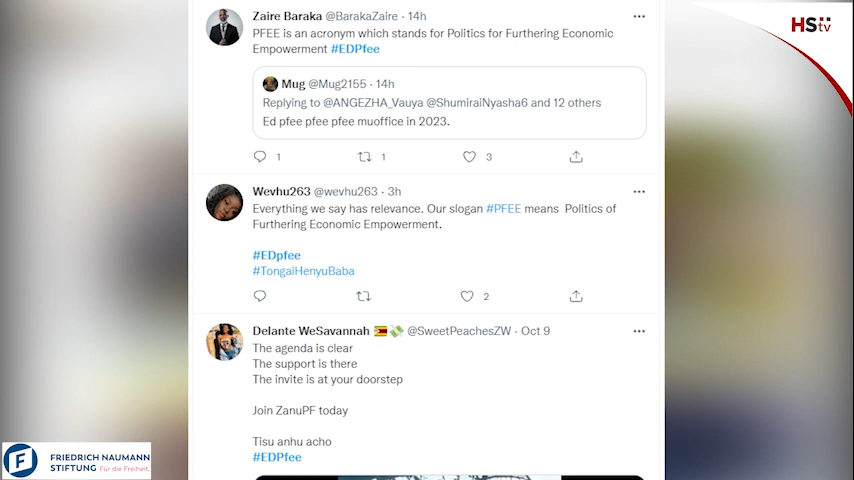 HStv
Zaire Baraka @BarakaZaire · 14h
PFEE is an acronym which stands for Politics for Furthering Economic
Empowerment #EDPfee
Mug @Mug2155 · 14h
Replying to @ANGEZHA_Vauya @ShumiraiNyasha6 and 12 others
Ed pfee pfee pfee muoffice in 2023.
1 1 3
Wevhu263 @wevhu263 · 3h
Everything we say has relevance. Our slogan #PFEE means Politics of
Furthering Economic Empowerment.
#EDpfee
#TongaiHenyuBaba
2
Delante WeSavannah @SweetPeachesZW · Oct 9
The agenda is clear
The support is there
The invite is at your doorstep
Join ZanuPF today
Tisu anhu acho
#EDPfee
F
FRIEDRICH NAUMANN
STIFTUNG Für die Freiheit.